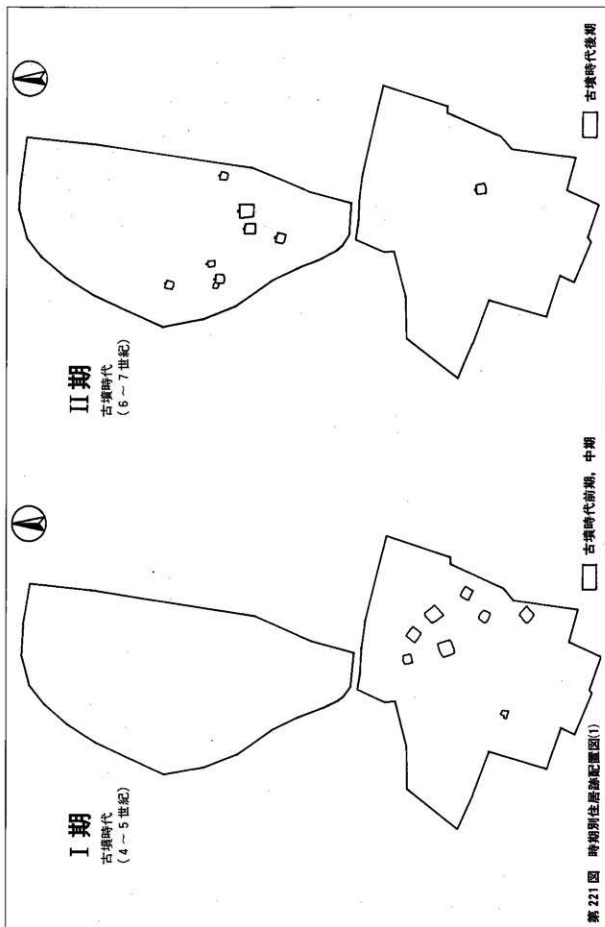 I 期
古墳時代
(4～5世紀)
古墳時代前期，中期
II 期
古墳時代
(6～7世紀)
古墳時代後期
第 221 図　時期別住居跡配置図(1)